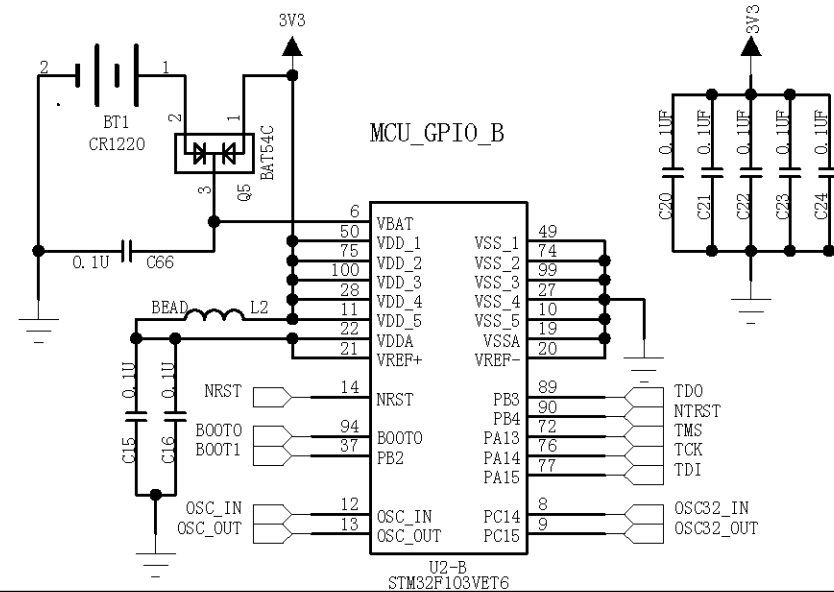 3V3
3V3
2
1
BT1
CR1220
2
1
BAT54C
3
Q5
0.1U
C66
MCU_GPIO_B
0.1UF
0.1UF
0.1UF
0.1UF
0.1UF
C20
C21
C22
C23
C24
6 VBAT
50 VDD_1
75 VDD_2
100 VDD_3
28 VDD_4
11 VDD_5
22 VDDA
21 VREF+
VSS_1 49
VSS_2 74
VSS_3 99
VSS_4 27
VSS_5 10
VSSA 19
VREF- 20
BEAD L2
0.1U
0.1U
C15
C16
NRST 14 NRST
BOOT0 94 BOOT0
BOOT1 37 PB2
OSC_IN 12 OSC_IN
OSC_OUT 13 OSC_OUT
PB3 89 TDO
PB4 90 NTRST
PA13 72 TMS
PA14 76 TCK
PA15 77 TDI
PC14 8 OSC32_IN
PC15 9 OSC32_OUT
U2-B
STM32F103VET6